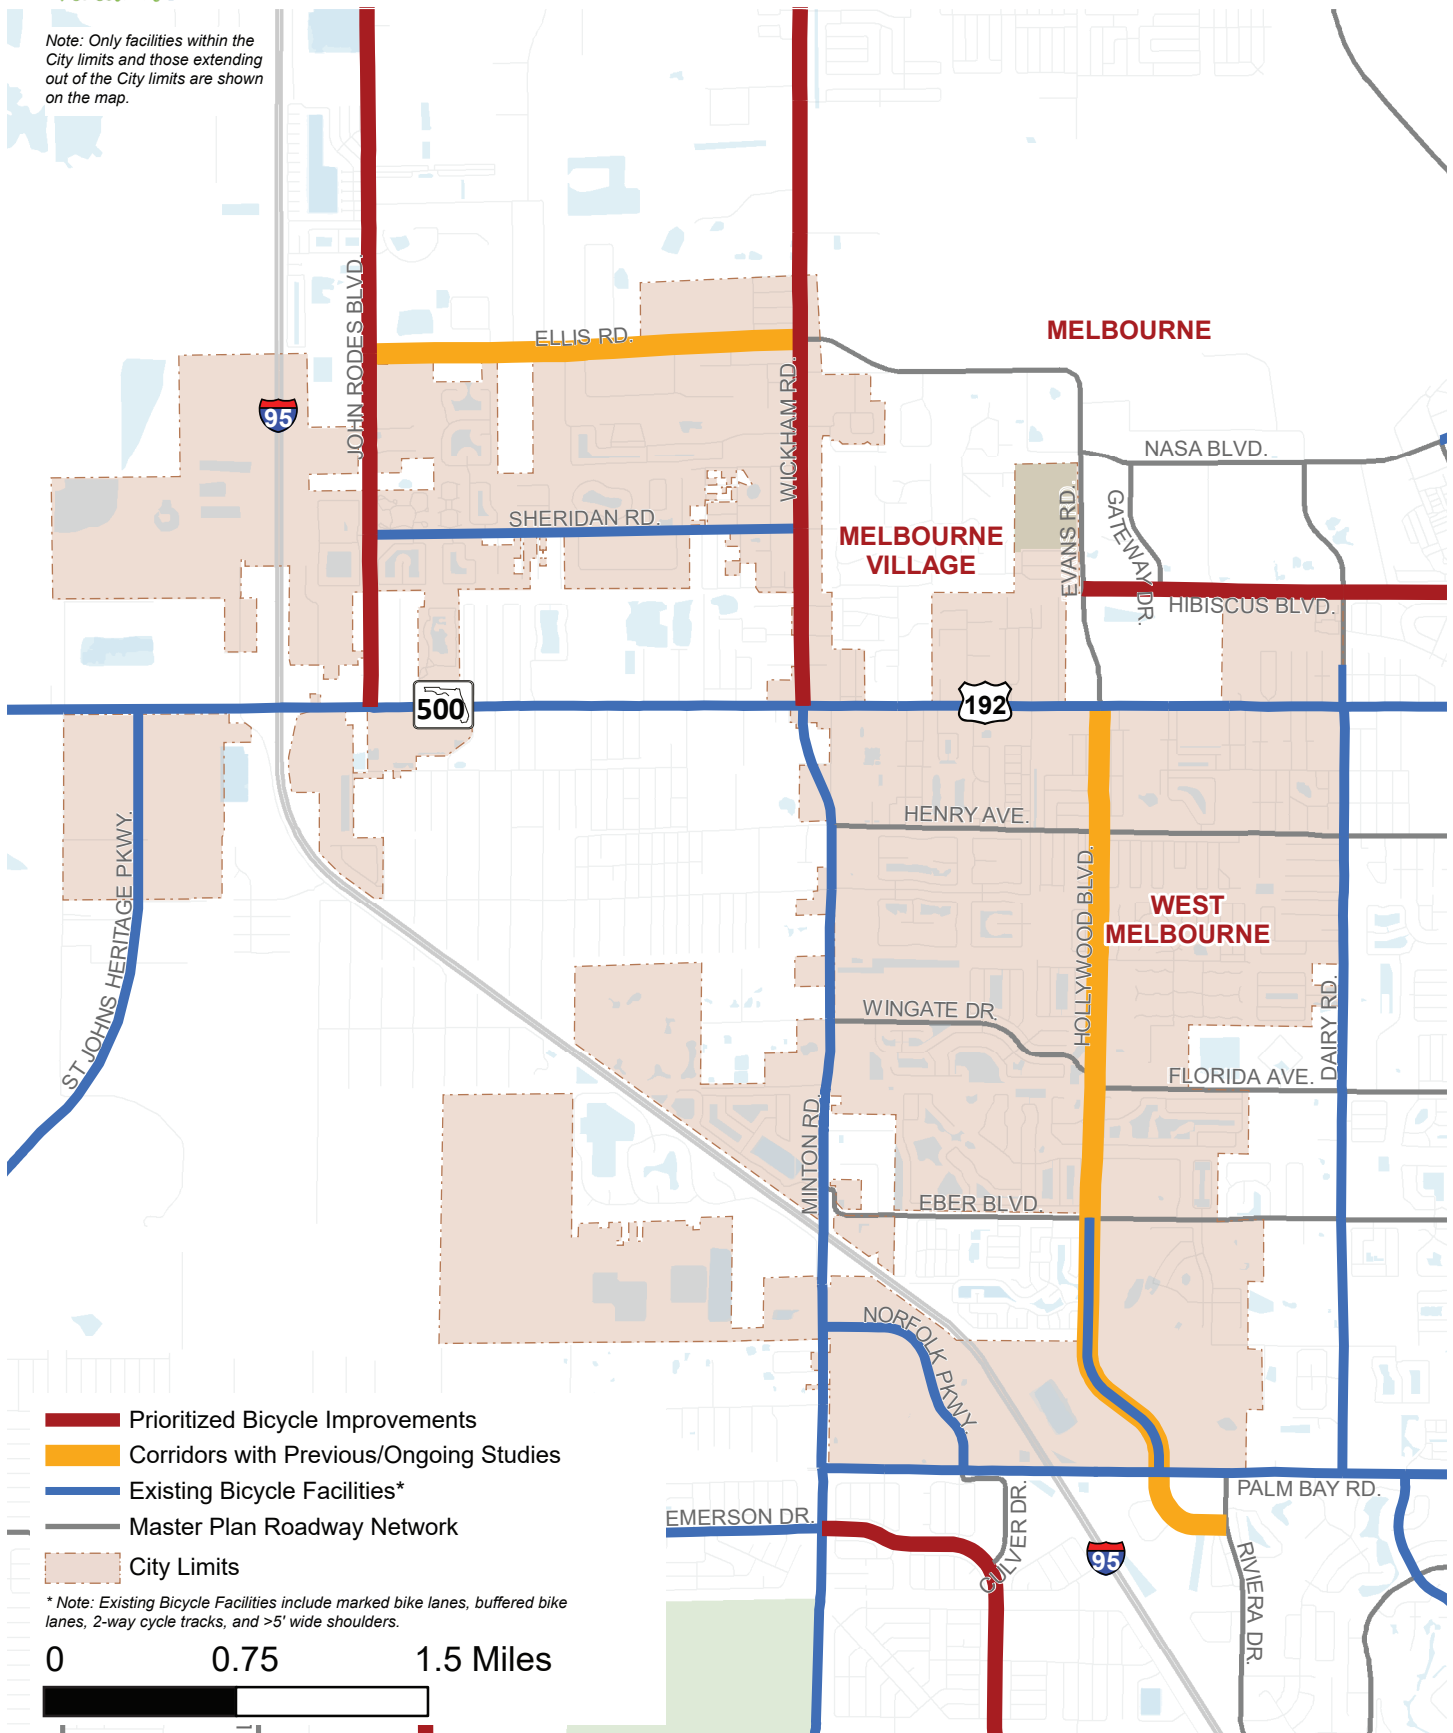 Note: Only facilities within the
City limits and those extending
out of the City limits are shown
on the map.
JOHN RODES BLVD.
ELLIS RD.
WICKHAM RD.
MELBOURNE
95
NASA BLVD.
SHERIDAN RD.
MELBOURNE
VILLAGE
EVANS RD.
GATEWAY DR.
HIBISCUS BLVD.
500
192
ST JOHNS HERITAGE PKWY.
HENRY AVE.
HOLLYWOOD BLVD.
WEST
MELBOURNE
WINGATE DR.
DAIRY RD.
FLORIDA AVE.
MINTON RD.
EBER BLVD.
NORFOLK PKWY.
PALM BAY RD.
EMERSON DR.
CULVER DR.
95
RIVIERA DR.
Prioritized Bicycle Improvements
Corridors with Previous/Ongoing Studies
Existing Bicycle Facilities*
Master Plan Roadway Network
City Limits
* Note: Existing Bicycle Facilities include marked bike lanes, buffered bike
lanes, 2-way cycle tracks, and >5' wide shoulders.
0 0.75 1.5 Miles